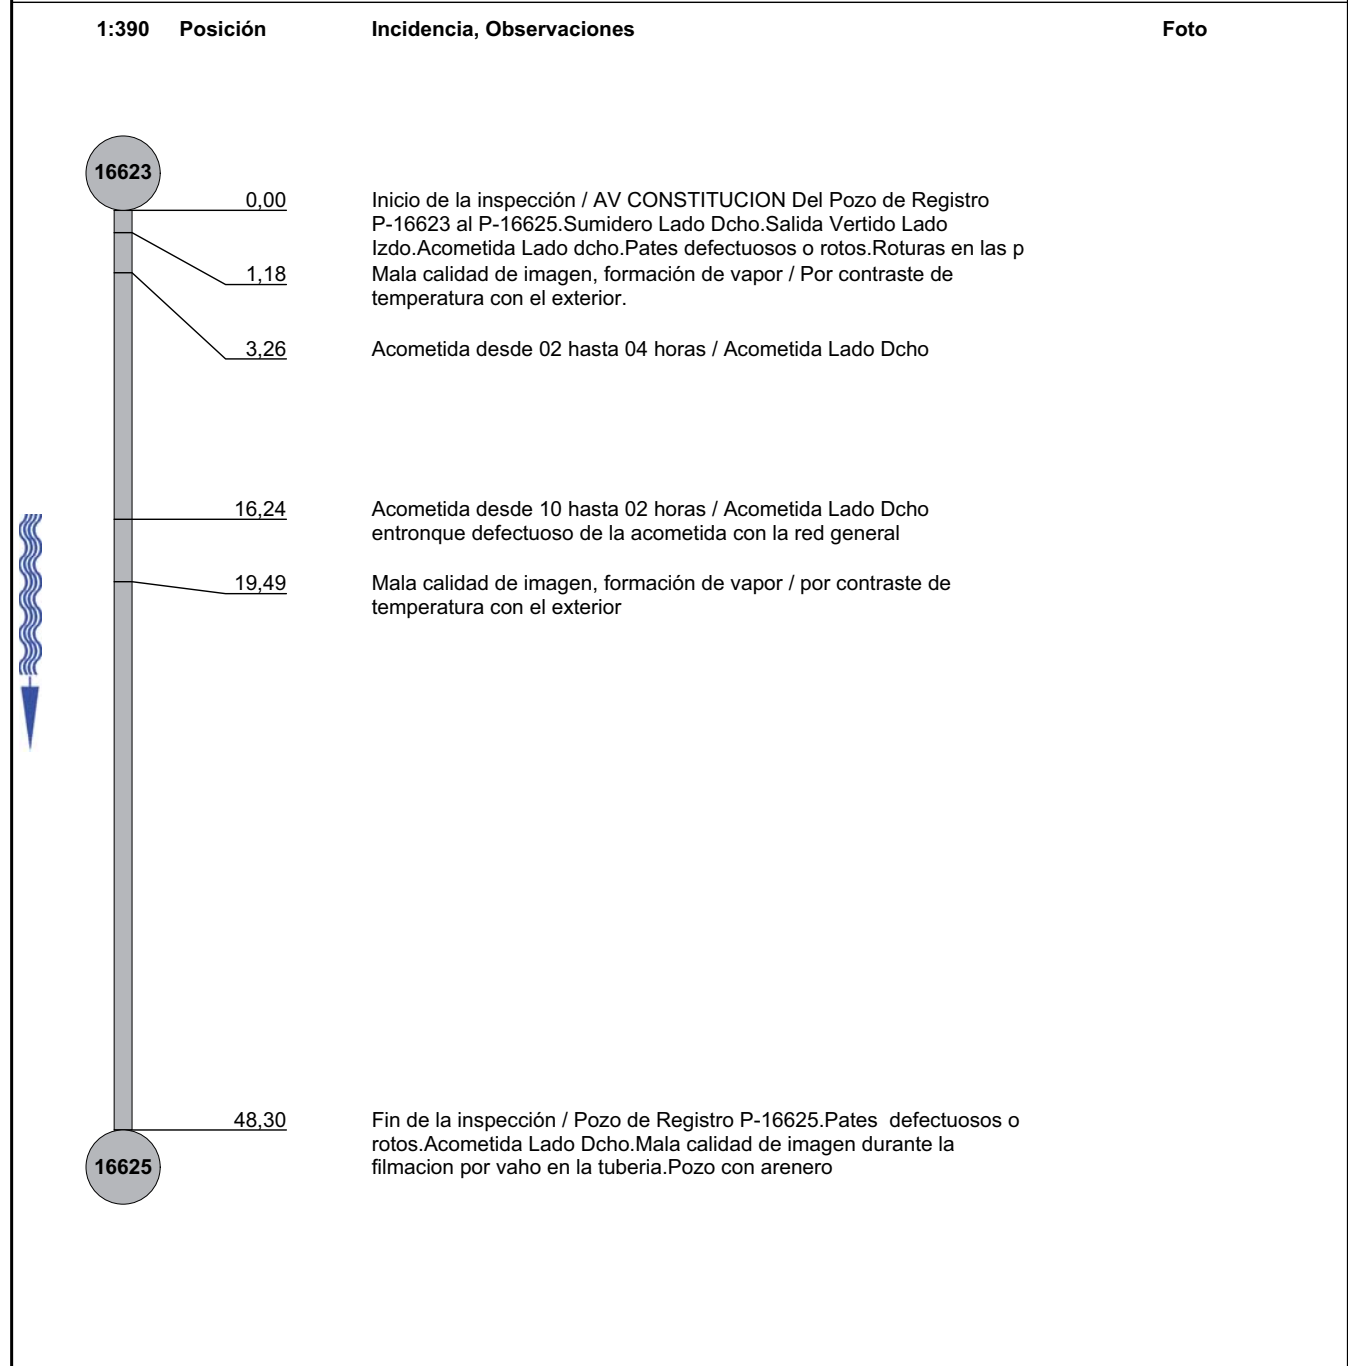 1:390 Posición Incidencia, Observaciones Foto
16623
0,00 Inicio de la inspección / AV CONSTITUCION Del Pozo de Registro
P-16623 al P-16625.Sumidero Lado Dcho.Salida Vertido Lado
Izdo.Acometida Lado dcho.Pates defectuosos o rotos.Roturas en las p
1,18 Mala calidad de imagen, formación de vapor / Por contraste de
temperatura con el exterior.
3,26 Acometida desde 02 hasta 04 horas / Acometida Lado Dcho
16,24 Acometida desde 10 hasta 02 horas / Acometida Lado Dcho
entronque defectuoso de la acometida con la red general
19,49 Mala calidad de imagen, formación de vapor / por contraste de
temperatura con el exterior
48,30 Fin de la inspección / Pozo de Registro P-16625.Pates  defectuosos o
rotos.Acometida Lado Dcho.Mala calidad de imagen durante la
filmacion por vaho en la tuberia.Pozo con arenero
16625